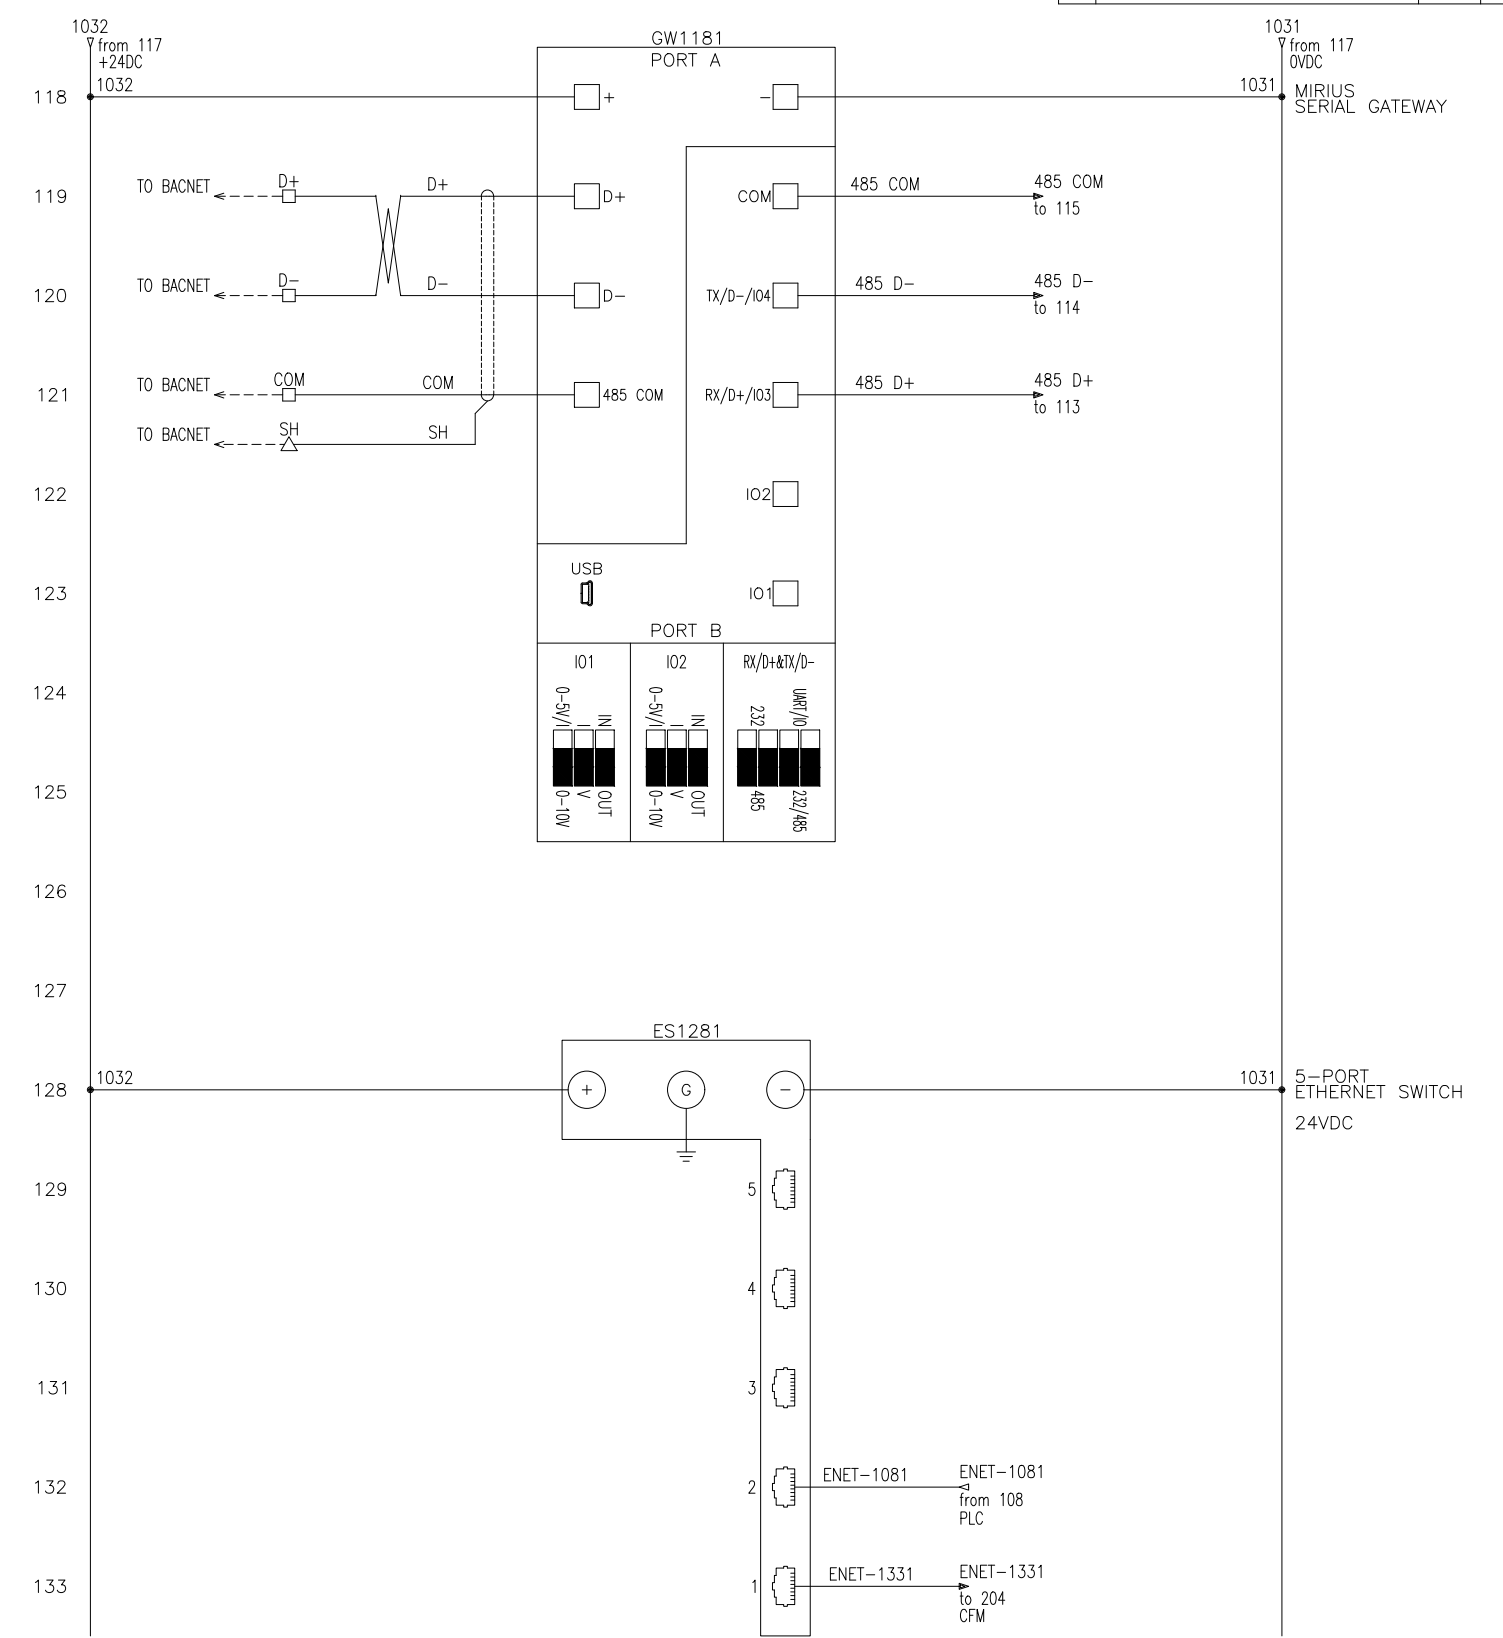 1032
from 117
+24DC
1031
from 117
0VDC
GW1181
PORT A
118
1032
+
-
1031
MIRIUS
SERIAL GATEWAY
119
TO BACNET
D+
D+
D+
COM
485 COM
485 COM
to 115
120
TO BACNET
D-
D-
D-
TX/D-/IO4
485 D-
485 D-
to 114
121
TO BACNET
COM
COM
485 COM
RX/D+/IO3
485 D+
485 D+
to 113
TO BACNET
SH
SH
122
IO2
123
USB
IO1
PORT B
124
IO1
IO2
RX/D+&TX/D-
0-5V/I
I
IN
0-5V/I
I
IN
232
UART/IO
125
0-10V
V
OUT
0-10V
V
OUT
485
232/485
126
127
ES1281
128
1032
+
G
-
1031
5-PORT
ETHERNET SWITCH
24VDC
129
5
130
4
131
3
132
2
ENET-1081
ENET-1081
from 108
PLC
133
1
ENET-1331
ENET-1331
to 204
CFM